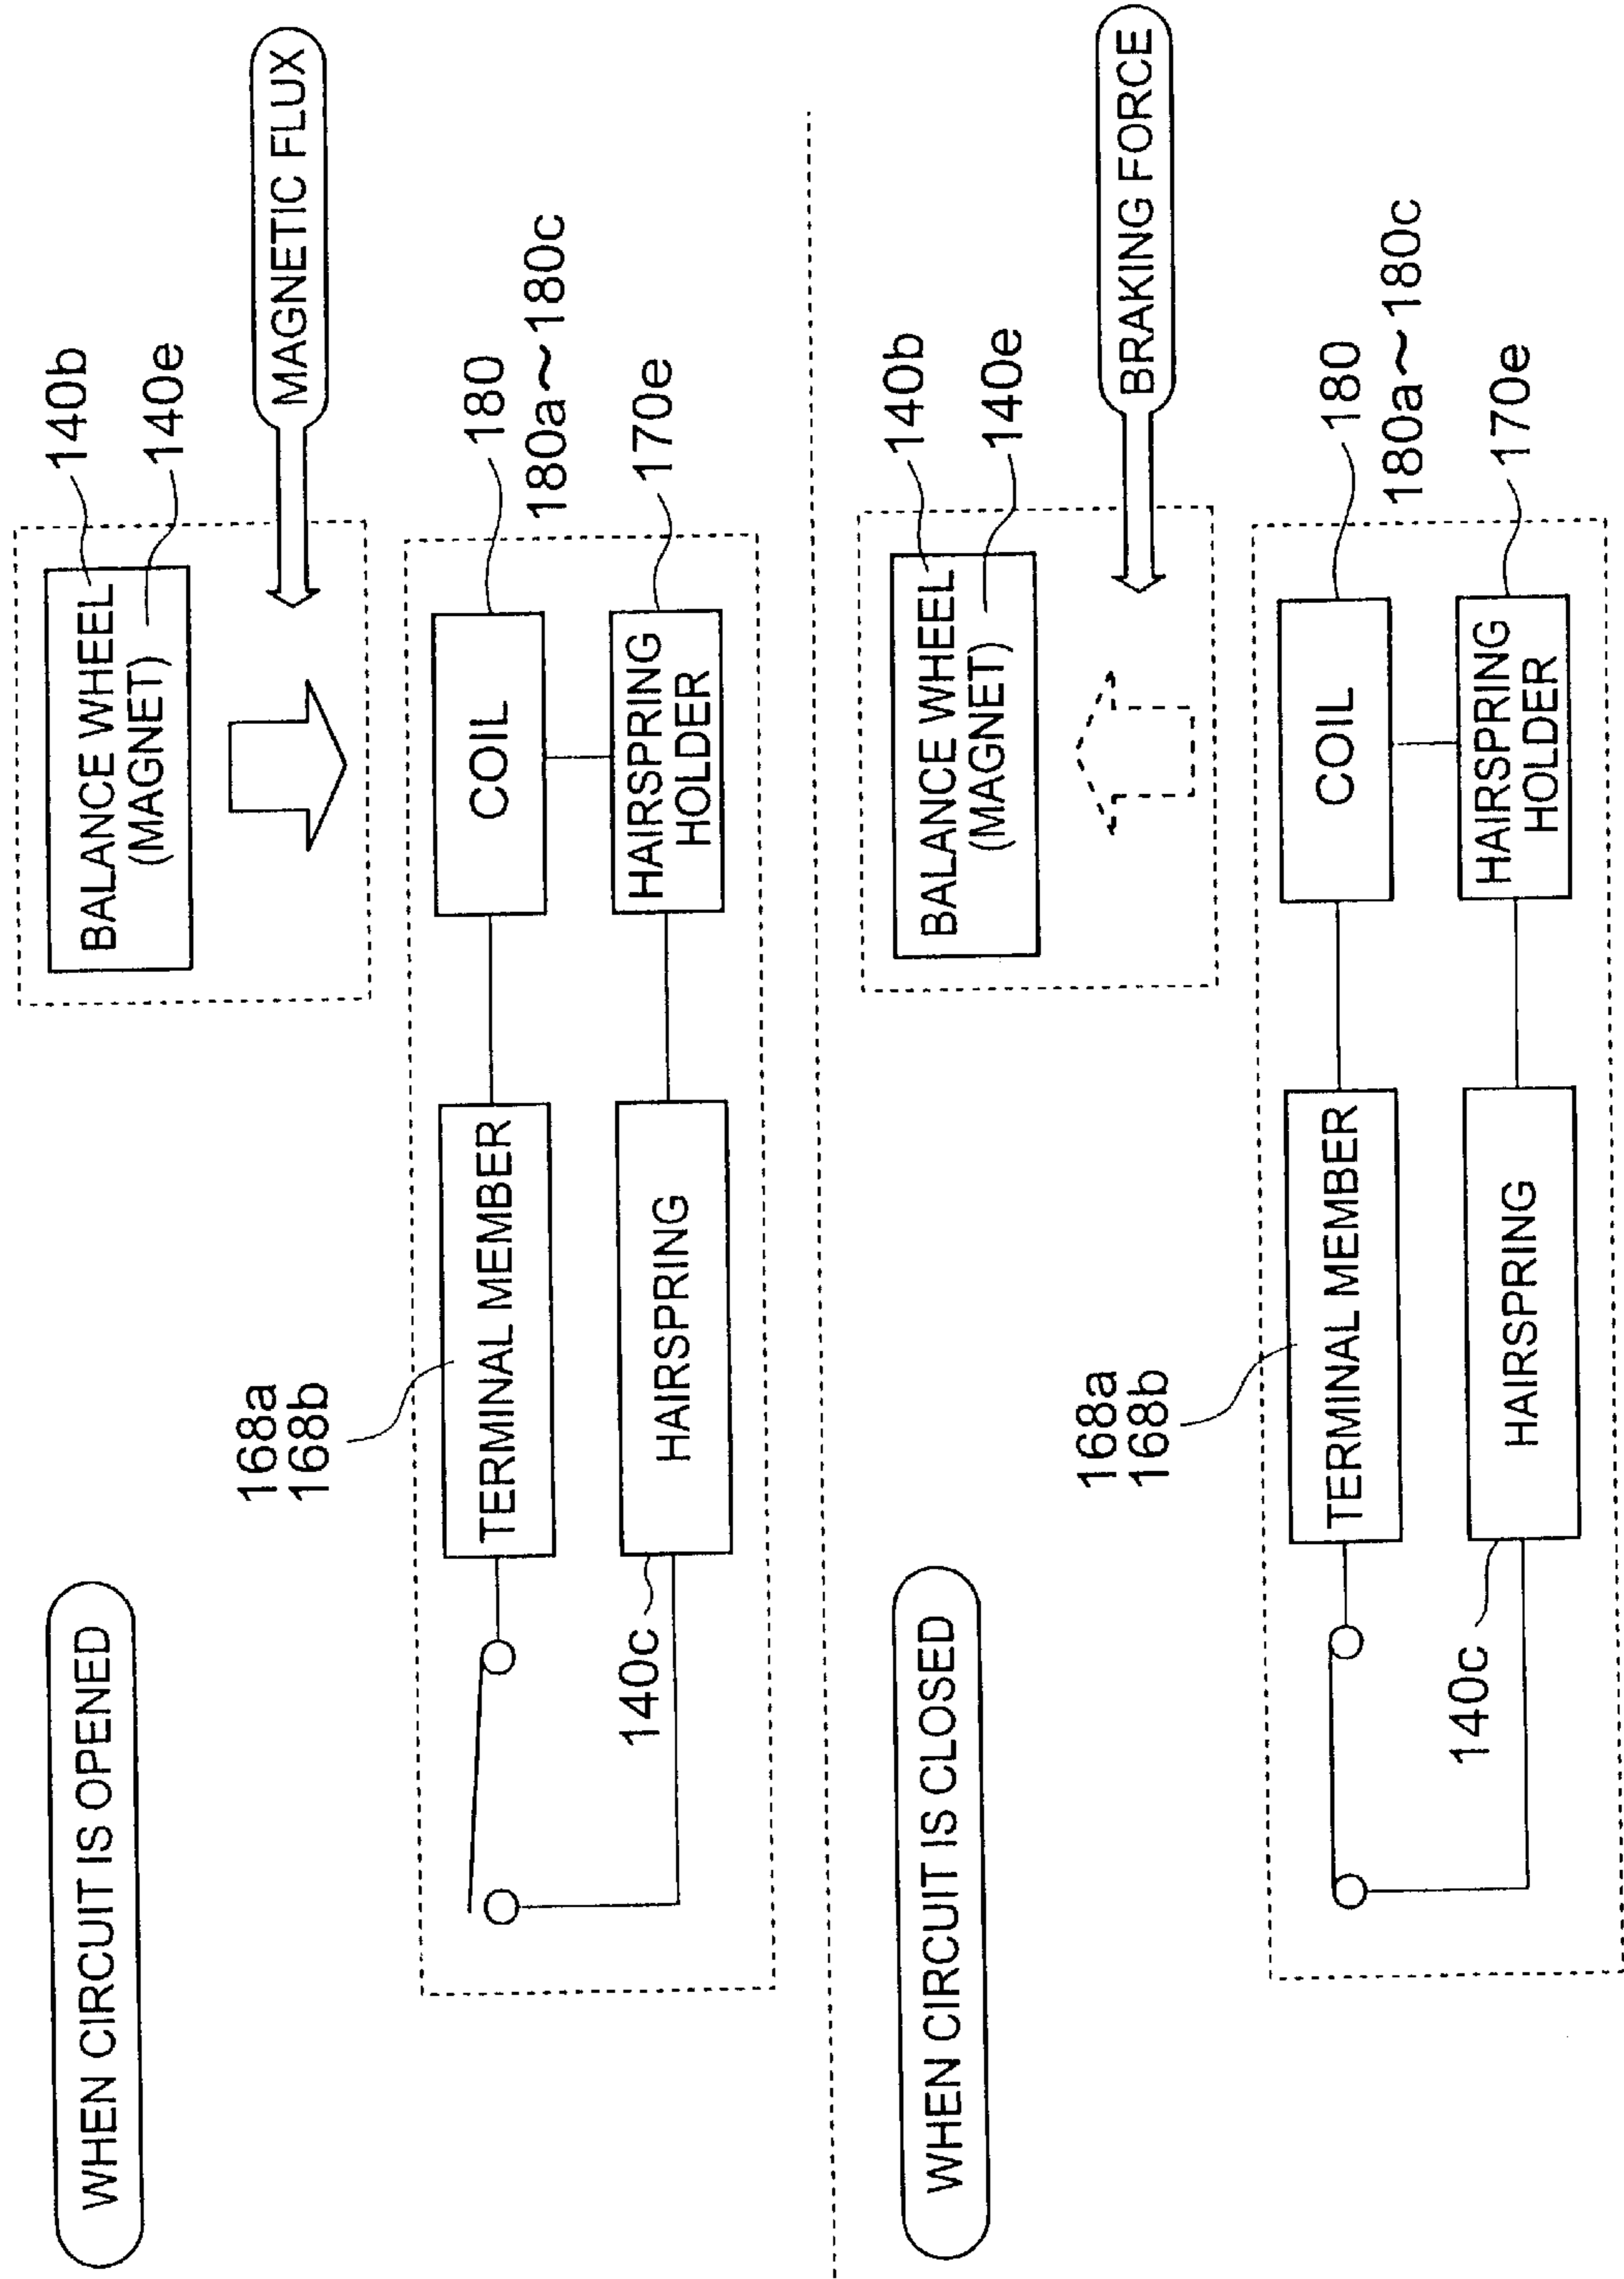 WHEN CIRCUIT IS OPENED
BALANCE WHEEL
(MAGNET)
140b
140e
MAGNETIC FLUX
168a
168b
TERMINAL MEMBER
COIL
180
180a~180c
140c
HAIRSPRING
HAIRSPRING
HOLDER
170e
WHEN CIRCUIT IS CLOSED
BALANCE WHEEL
(MAGNET)
140b
140e
BRAKING FORCE
168a
168b
TERMINAL MEMBER
COIL
180
180a~180c
140c
HAIRSPRING
HAIRSPRING
HOLDER
170e